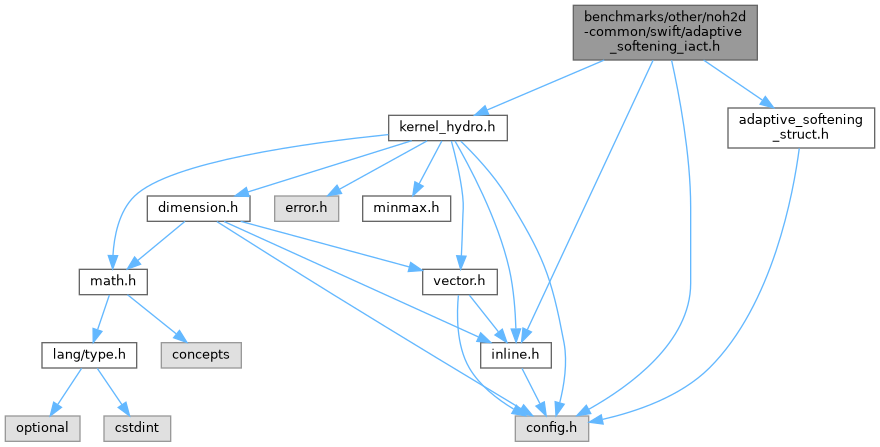 benchmarks/other/noh2d
-common/swift/adaptive
_softening_iact.h
kernel_hydro.h
adaptive_softening
_struct.h
dimension.h
error.h
minmax.h
math.h
vector.h
lang/type.h
concepts
inline.h
optional
cstdint
config.h